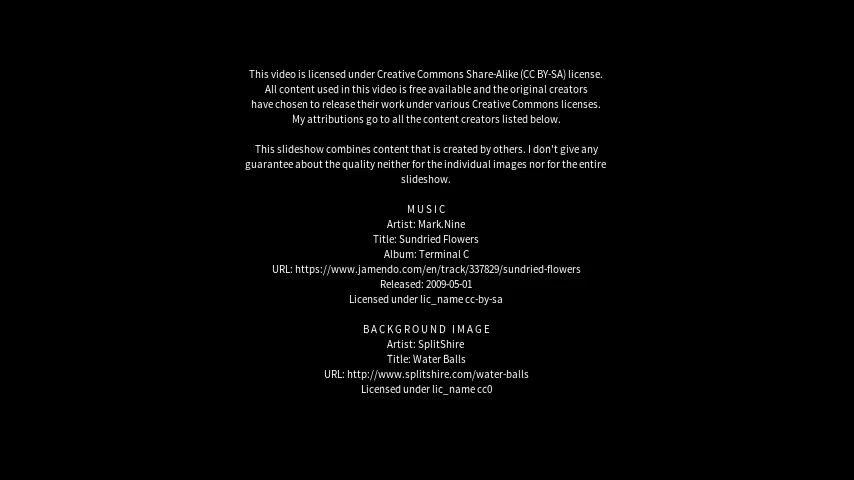 This video is licensed under Creative Commons Share-Alike (CC BY-SA) license.
All content used in this video is free available and the original creators
have chosen to release their work under various Creative Commons licenses.
My attributions go to all the content creators listed below.
This slideshow combines content that is created by others. I don't give any
guarantee about the quality neither for the individual images nor for the entire
slideshow.
MUSIC
Artist: Mark.Nine
Title: Sundried Flowers
Album: Terminal C
URL: https://www.jamendo.com/en/track/337829/sundried-flowers
Released: 2009-05-01
Licensed under lic_name cc-by-sa
BACKGROUND IMAGE
Artist: SplitShire
Title: Water Balls
URL: http://www.splitshire.com/water-balls
Licensed under lic_name cc0